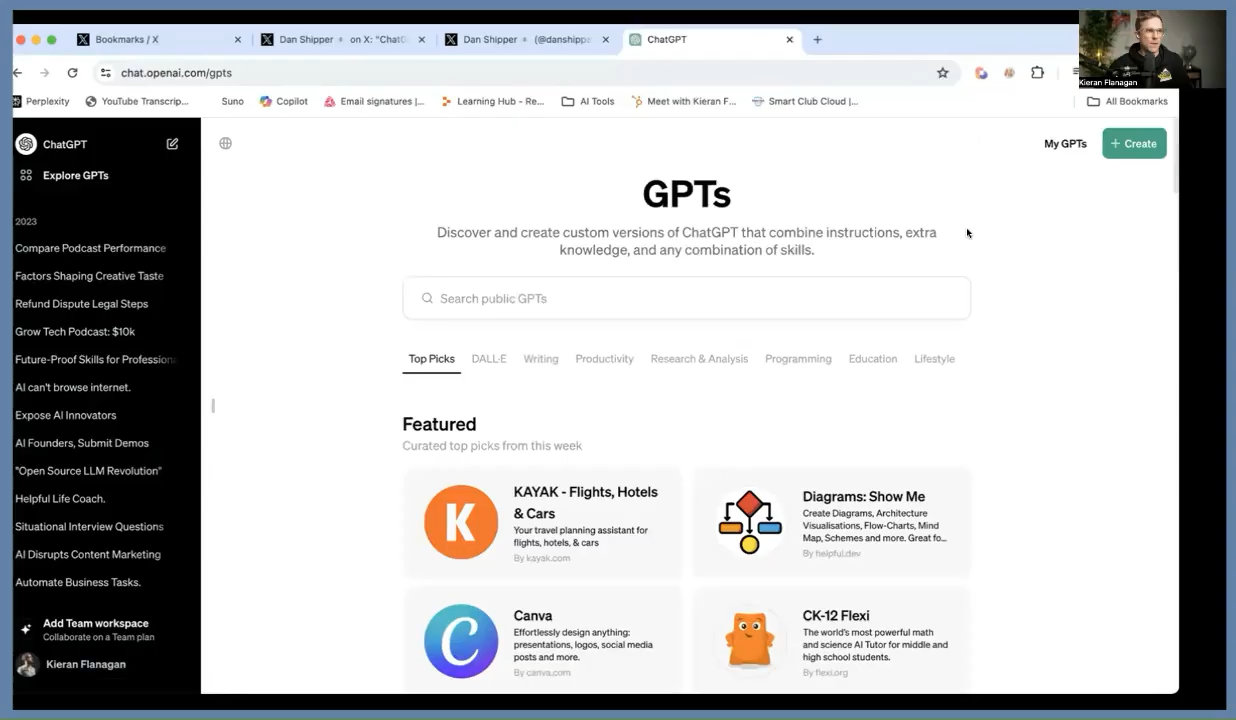 Bookmarks / X
Dan Shipper on X: "ChatG
Dan Shipper (@danshippe
ChatGPT
Kieran Flanagan
chat.openai.com/gpts
Perplexity
YouTube Transcrip...
Suno
Copilot
Email signatures |...
Learning Hub - Re...
AI Tools
Meet with Kieran F...
Smart Club Cloud |...
All Bookmarks
ChatGPT
Explore GPTs
2023
Compare Podcast Performance
Factors Shaping Creative Taste
Refund Dispute Legal Steps
Grow Tech Podcast: $10k
Future-Proof Skills for Profession
AI can't browse internet.
Expose AI Innovators
AI Founders, Submit Demos
"Open Source LLM Revolution"
Helpful Life Coach.
Situational Interview Questions
AI Disrupts Content Marketing
Automate Business Tasks.
Add Team workspace
Collaborate on a Team plan
Kieran Flanagan
My GPTs
+ Create
GPTs
Discover and create custom versions of ChatGPT that combine instructions, extra
knowledge, and any combination of skills.
Search public GPTs
Top Picks
DALL·E
Writing
Productivity
Research & Analysis
Programming
Education
Lifestyle
Featured
Curated top picks from this week
K
KAYAK - Flights, Hotels
& Cars
Your travel planning assistant for
flights, hotels, & cars
By kayak.com
Diagrams: Show Me
Create Diagrams, Architecture
Visualisations, Flow-Charts, Mind
Map, Schemes and more. Great fo...
By helpful.dev
C
Canva
Effortlessly design anything:
presentations, logos, social media
posts and more.
By canva.com
CK-12 Flexi
The world's most powerful math
and science AI Tutor for middle and
high school students.
By flexi.org